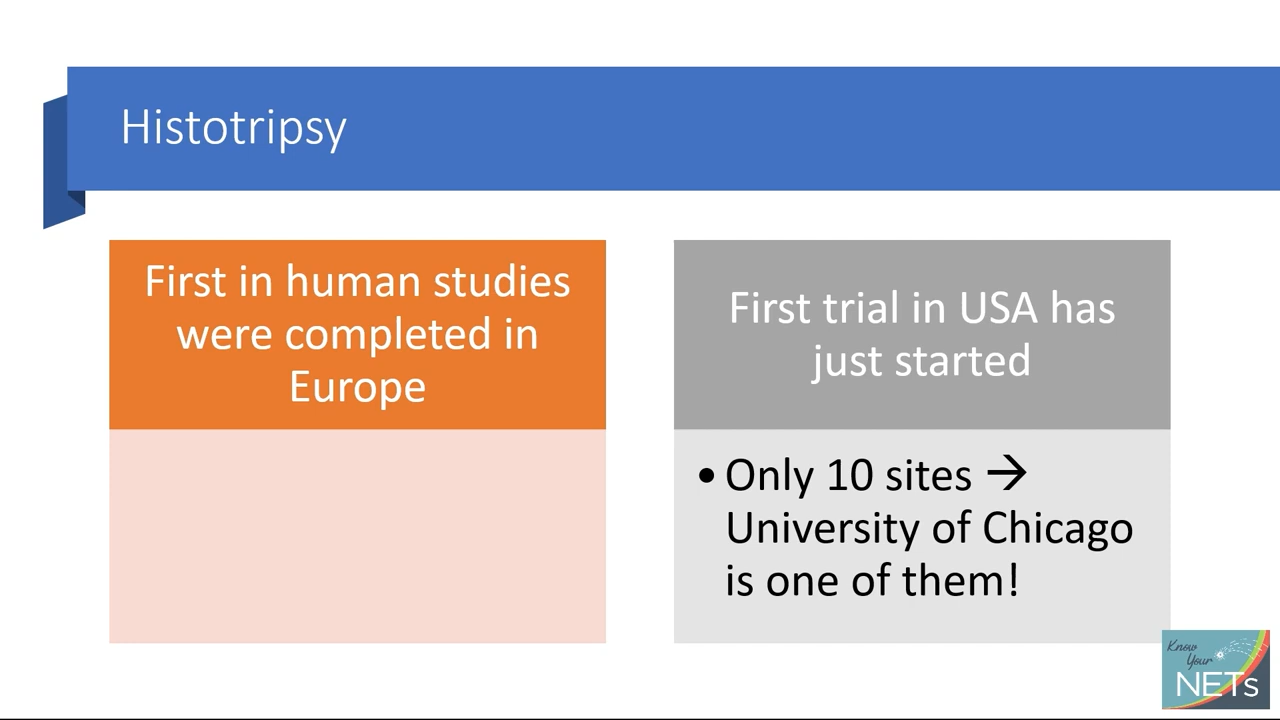 Histotripsy
First in human studies
were completed in
Europe
First trial in USA has
just started
• Only 10 sites →
University of Chicago
is one of them!
Know
Your
NETs